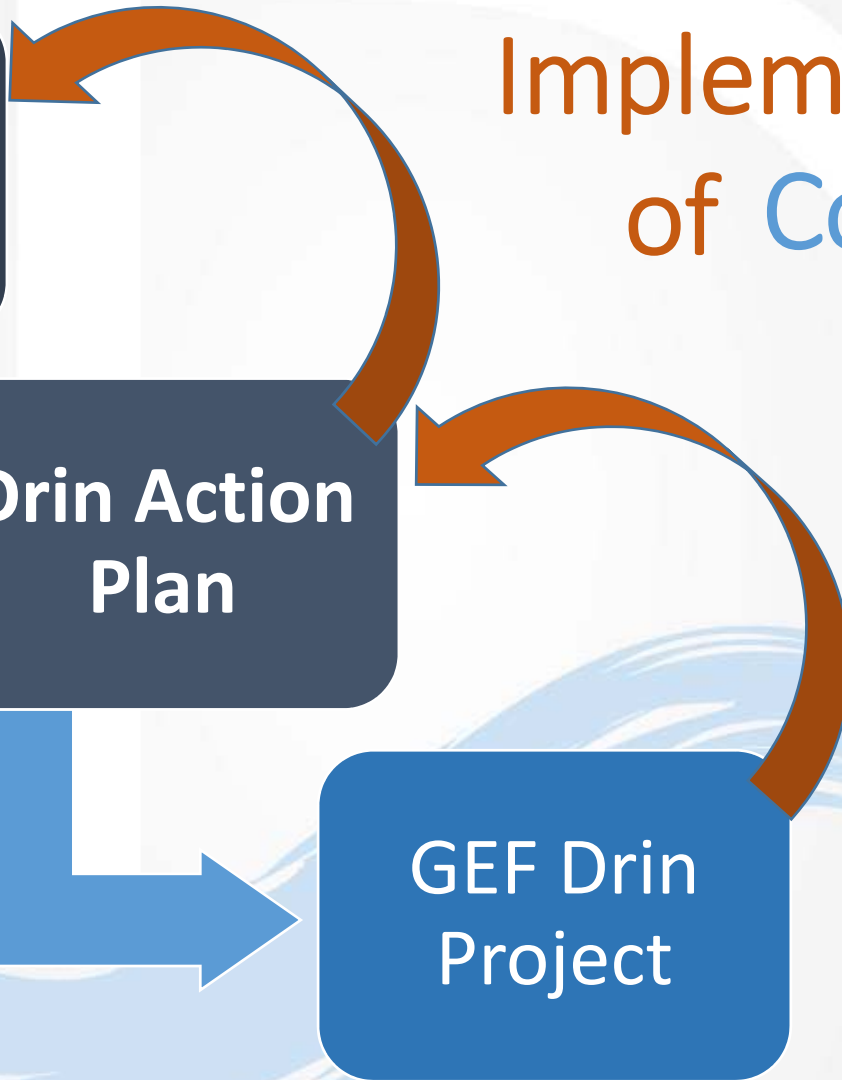 Implem
of Co
Drin Action
Plan
GEF Drin
Project